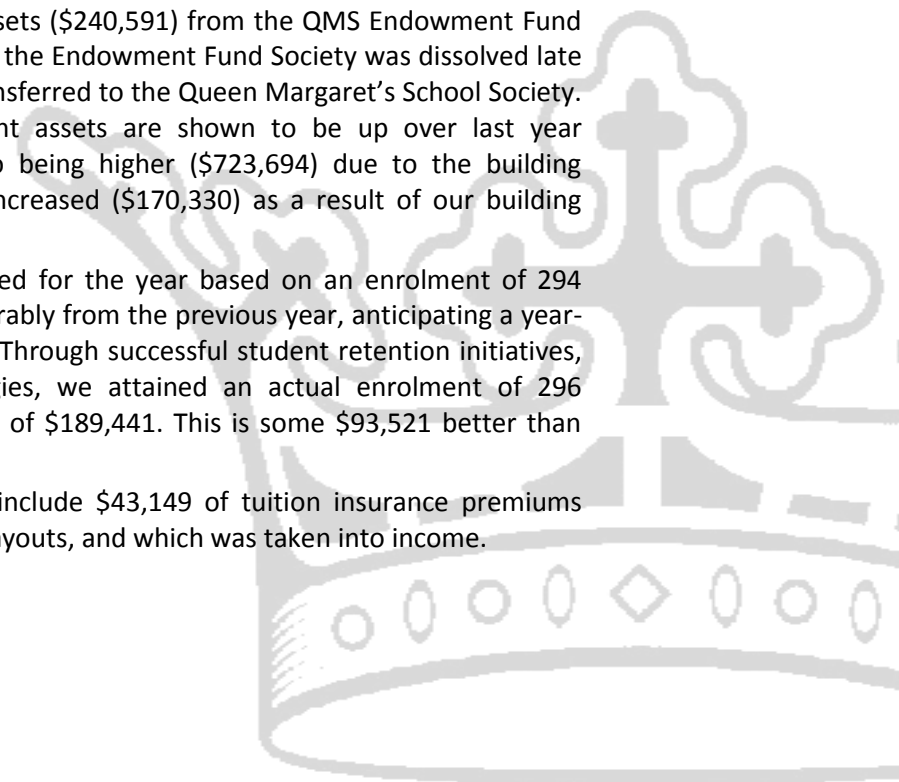 sets ($240,591) from the QMS Endowment Fund
the Endowment Fund Society was dissolved late
nsferred to the Queen Margaret’s School Society.
nt assets are shown to be up over last year
o being higher ($723,694) due to the building
ncreased ($170,330) as a result of our building
ed for the year based on an enrolment of 294
rably from the previous year, anticipating a year-
Through successful student retention initiatives,
gies, we attained an actual enrolment of 296
of $189,441. This is some $93,521 better than
include $43,149 of tuition insurance premiums
ayouts, and which was taken into income.